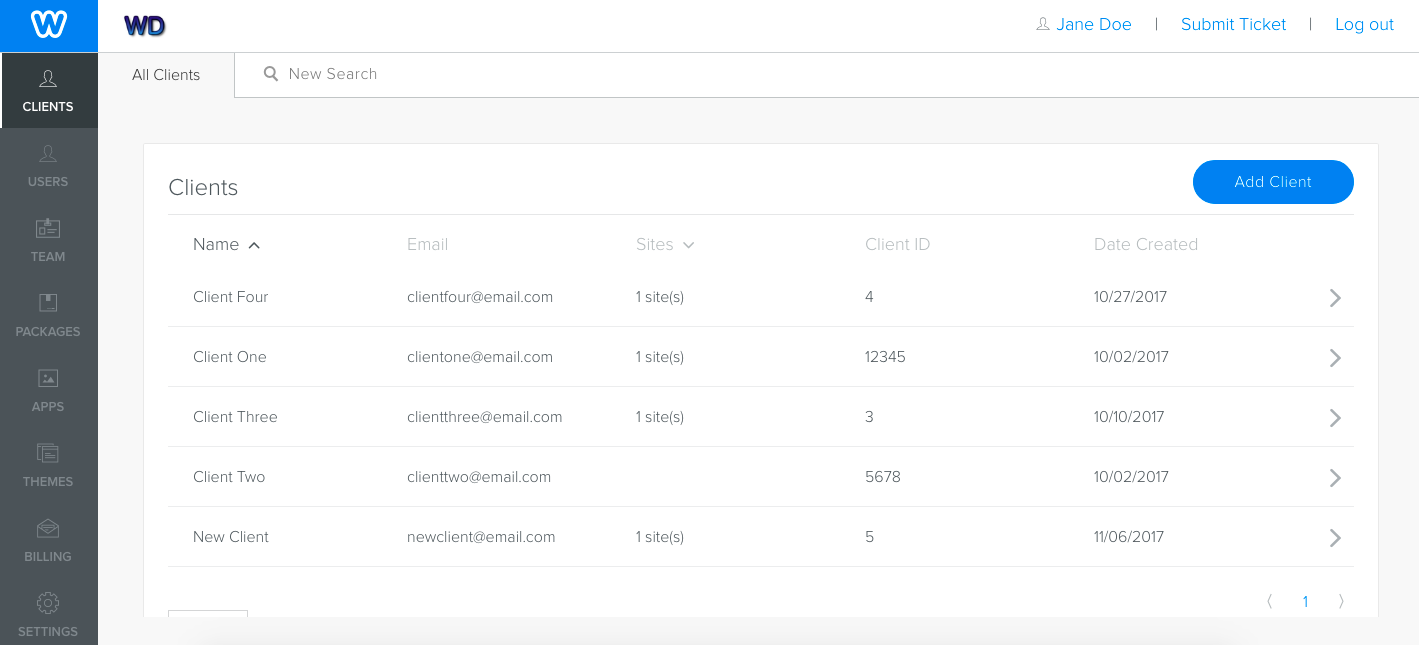 WD
Jane Doe | Submit Ticket | Log out
All Clients
New Search
CLIENTS
USERS
TEAM
PACKAGES
APPS
THEMES
BILLING
SETTINGS
Clients
Add Client
Name Email Sites Client ID Date Created
Client Four clientfour@email.com 1 site(s) 4 10/27/2017
Client One clientone@email.com 1 site(s) 12345 10/02/2017
Client Three clientthree@email.com 1 site(s) 3 10/10/2017
Client Two clienttwo@email.com 5678 10/02/2017
New Client newclient@email.com 1 site(s) 5 11/06/2017
1